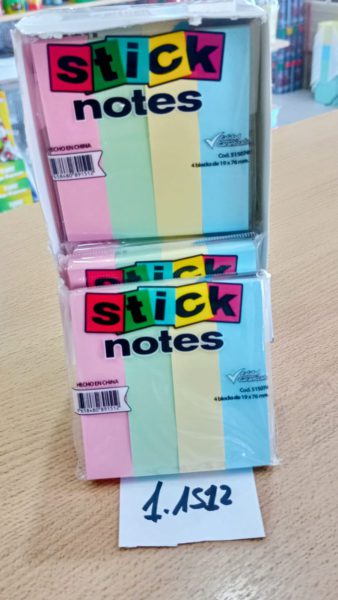 stick
notes
HECHO EN CHINA
4 blocks de 19 x 76 mm.
stick
stick
notes
HECHO EN CHINA
4 blocks de 19 x 76 mm.
1.1512